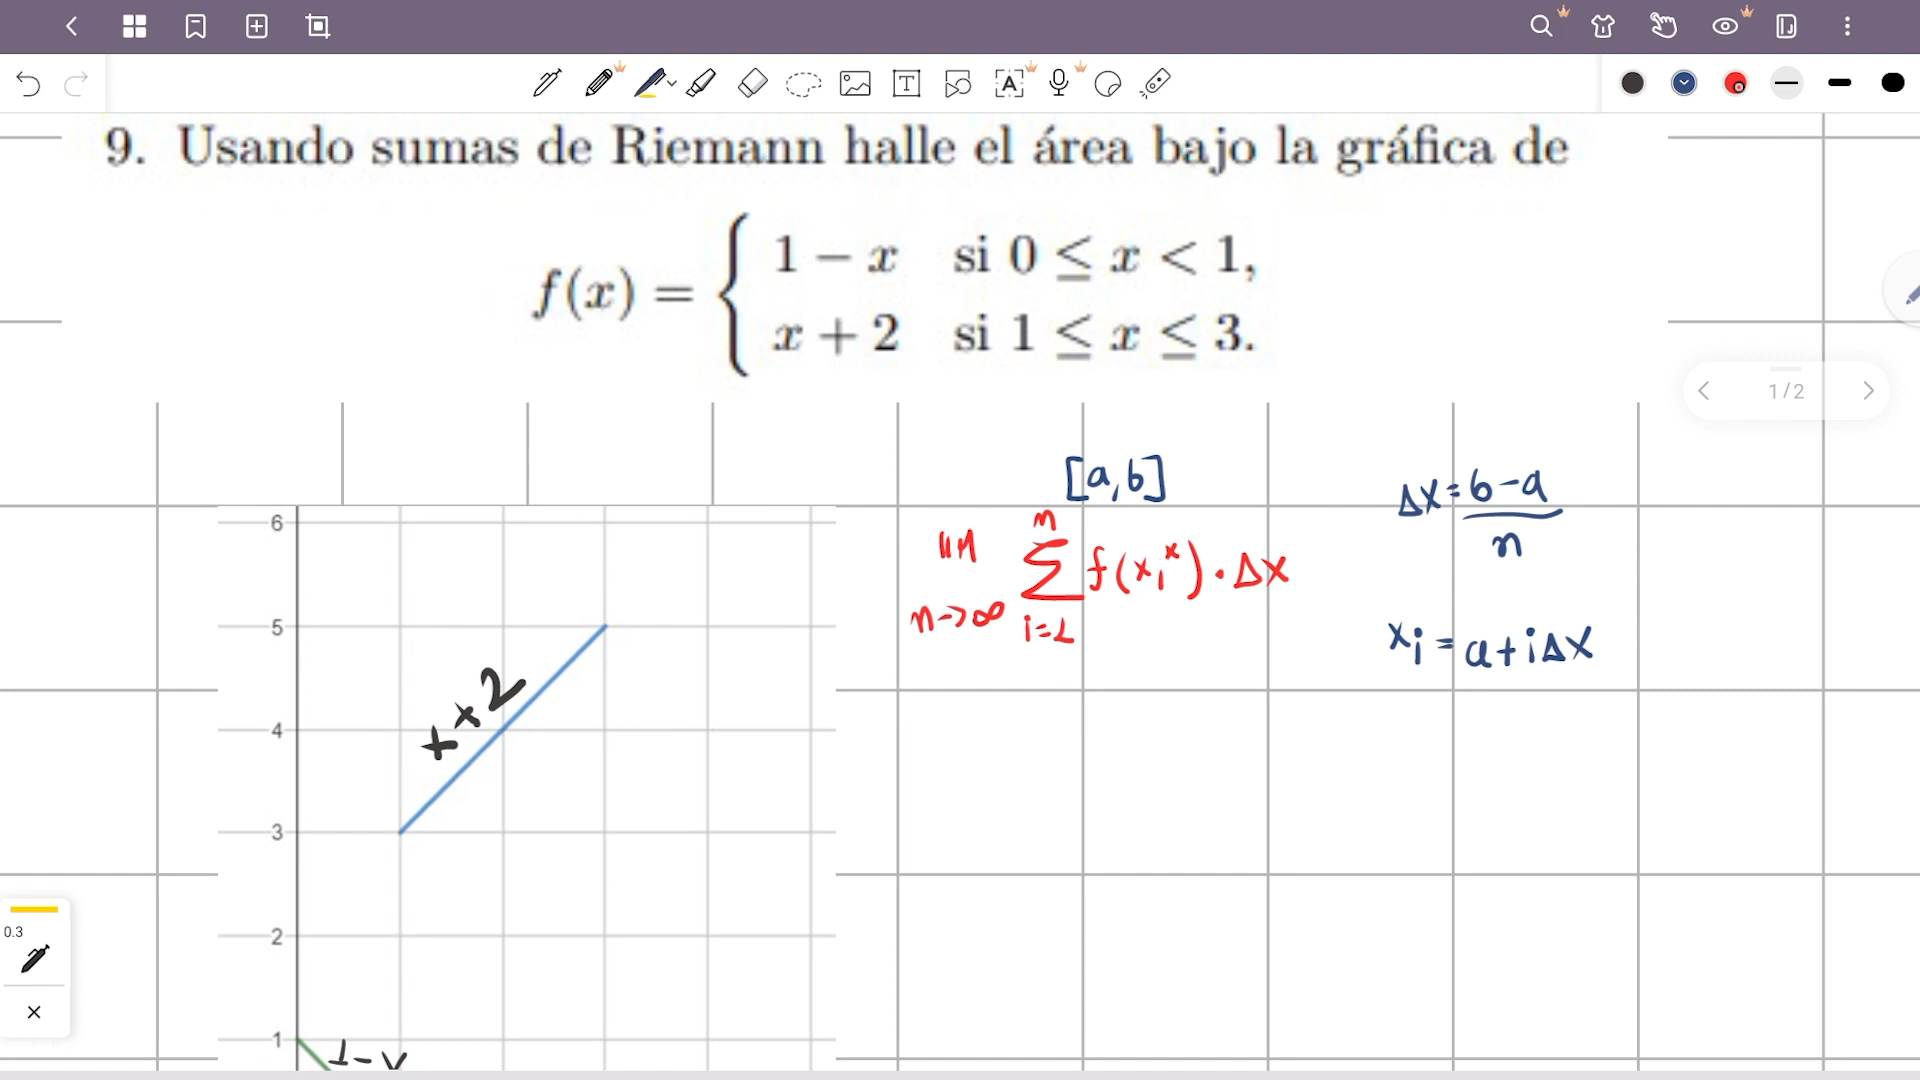 9. Usando sumas de Riemann halle el área bajo la gráfica de
f(x) = { 1 − x si 0 ≤ x < 1,
x + 2 si 1 ≤ x ≤ 3.
1/2
[a,b]
Δx = b-a / n
lim n→∞ n Σ i=1 f(xi*)·Δx
xi = a+iΔx
6
5
x+2
4
3
2
0.3
1
1-x